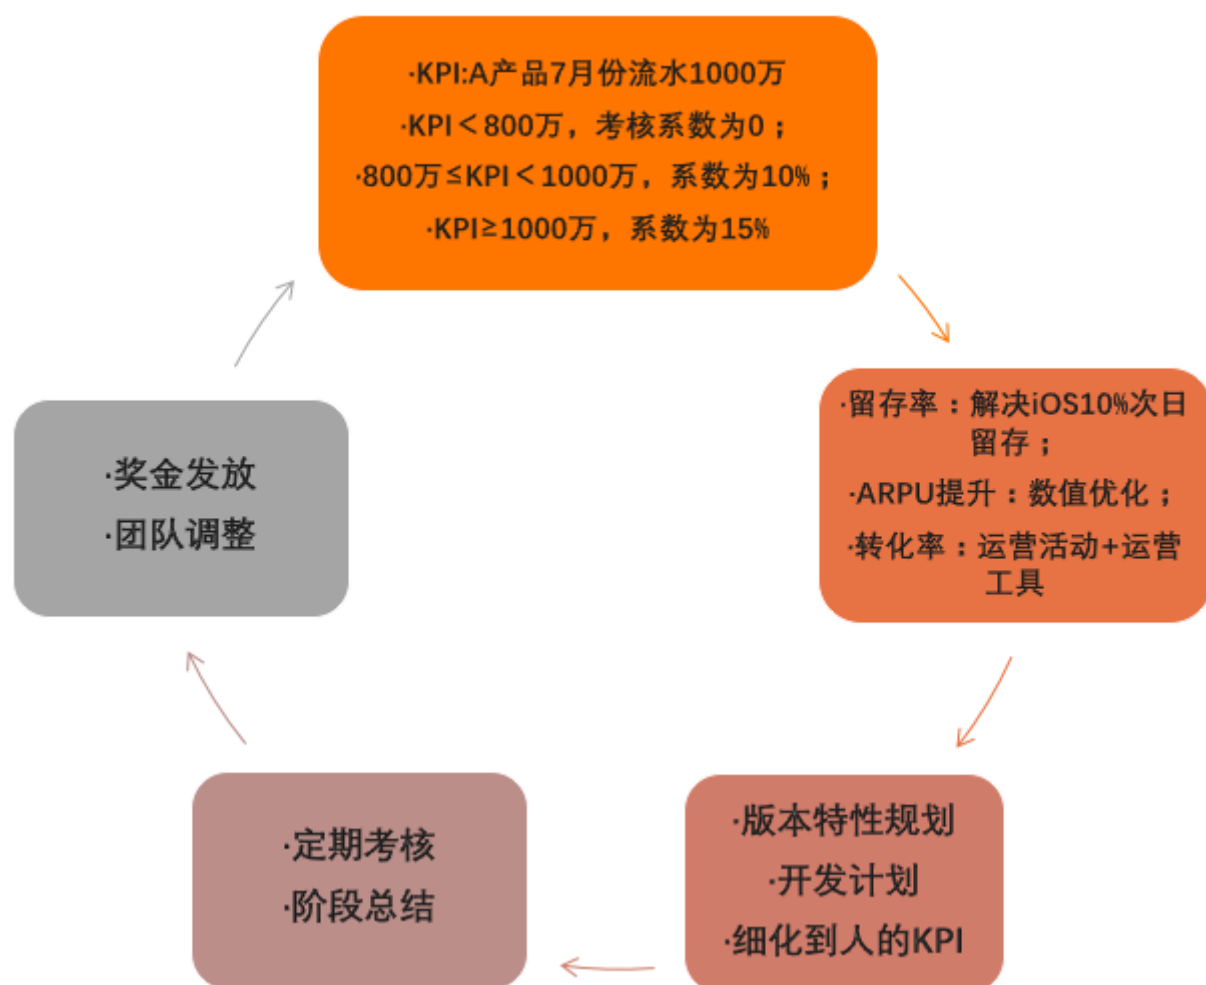 ·KPI:A产品7月份流水1000万
·KPI＜800万，考核系数为0；
·800万≤KPI＜1000万，系数为10%；
·KPI≥1000万，系数为15%
·留存率：解决iOS10%次日
留存；
·ARPU提升：数值优化；
·转化率：运营活动+运营
工具
·版本特性规划
·开发计划
·细化到人的KPI
·定期考核
·阶段总结
·奖金发放
·团队调整